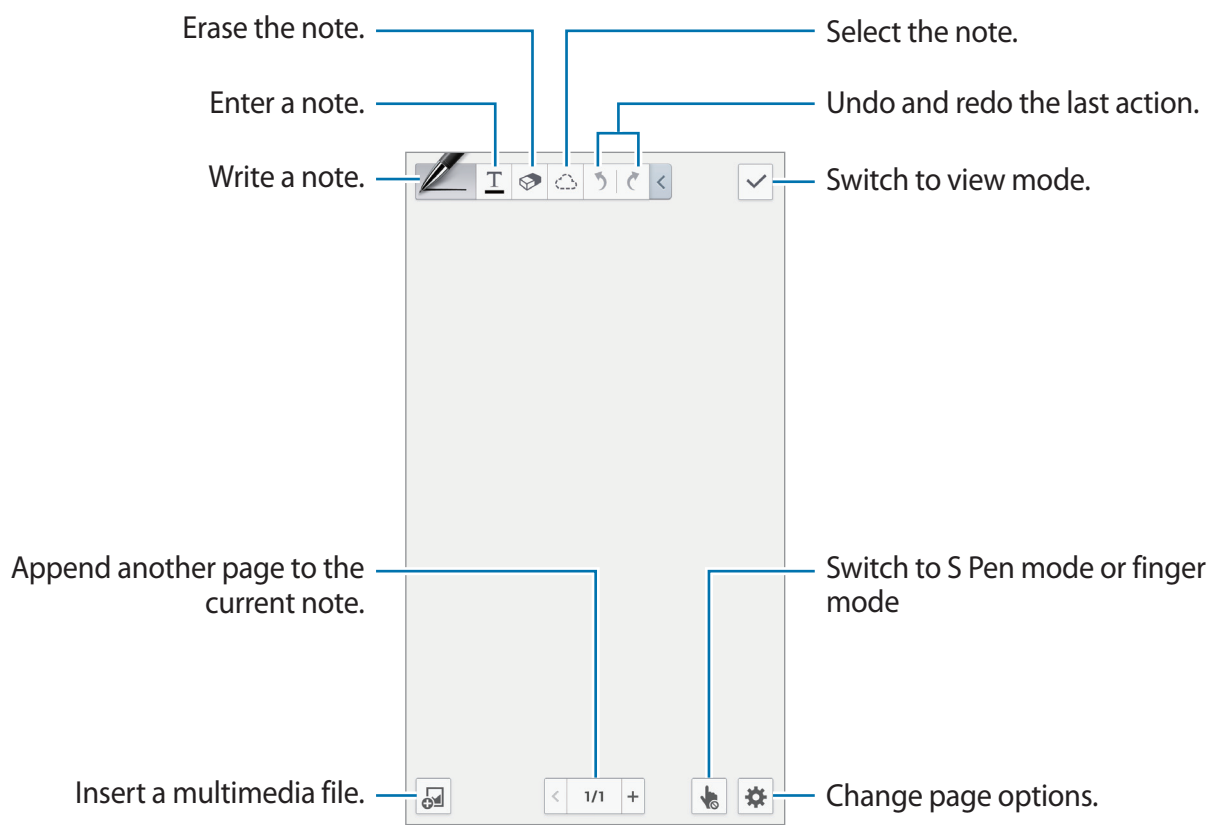 Erase the note.
Select the note.
Enter a note.
Undo and redo the last action.
Write a note.
T
Switch to view mode.
Append another page to the
current note.
Switch to S Pen mode or finger
mode
Insert a multimedia file.
< 1/1 +
Change page options.